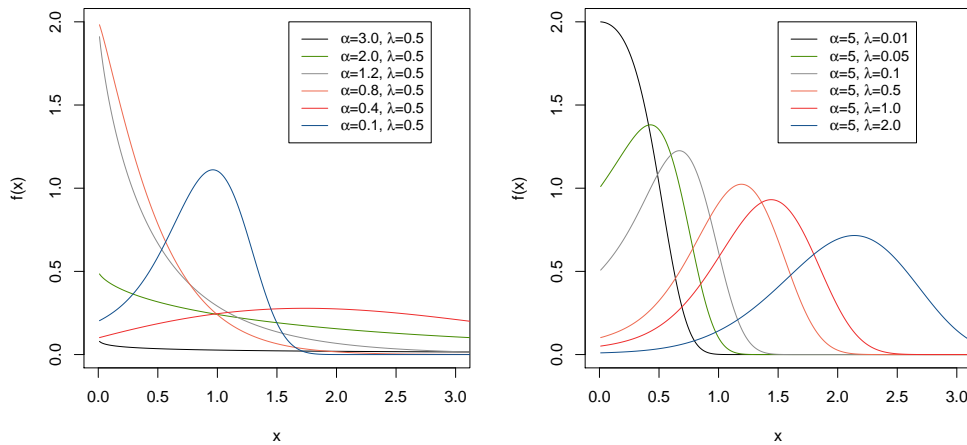 α=3.0, λ=0.5
α=2.0, λ=0.5
α=1.2, λ=0.5
α=0.8, λ=0.5
α=0.4, λ=0.5
α=0.1, λ=0.5
2.0
1.5
1.0
0.5
0.0
f(x)
0.0 0.5 1.0 1.5 2.0 2.5 3.0
x
α=5, λ=0.01
α=5, λ=0.05
α=5, λ=0.1
α=5, λ=0.5
α=5, λ=1.0
α=5, λ=2.0
2.0
1.5
1.0
0.5
0.0
f(x)
0.0 0.5 1.0 1.5 2.0 2.5 3.0
x